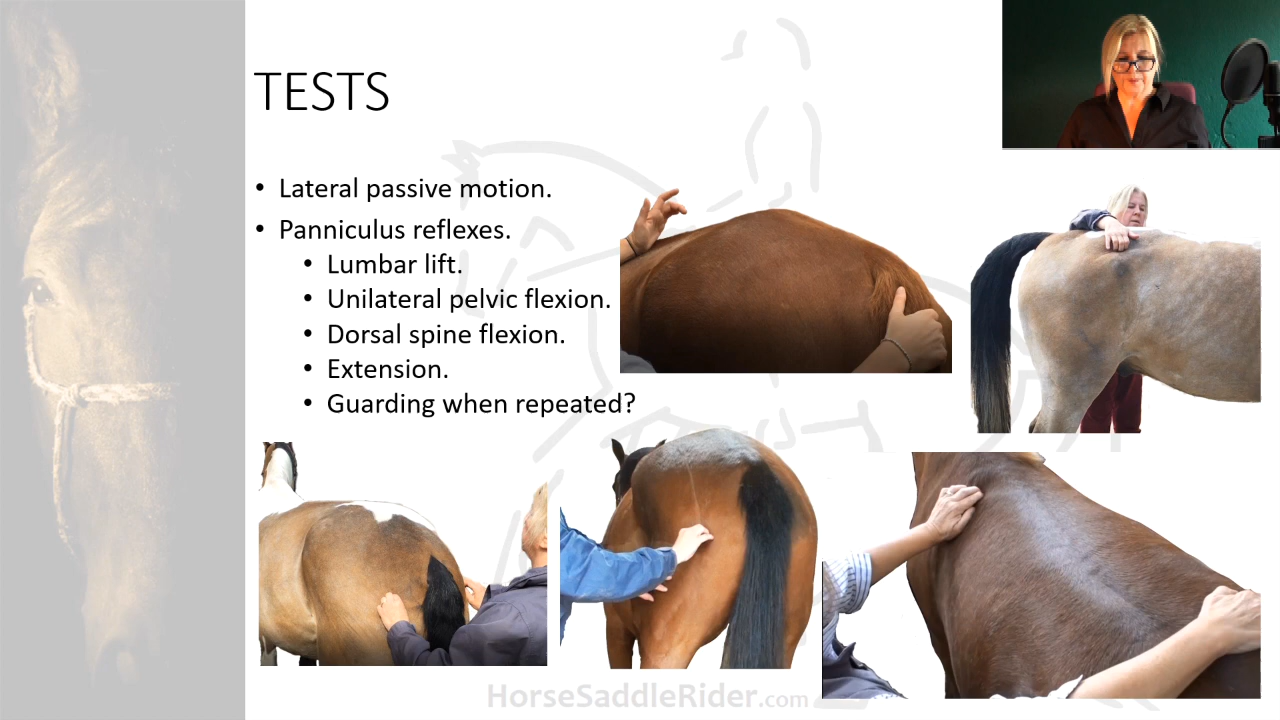 TESTS
• Lateral passive motion.
• Panniculus reflexes.
• Lumbar lift.
• Unilateral pelvic flexion.
• Dorsal spine flexion.
• Extension.
• Guarding when repeated?
HorseSaddleRider.com